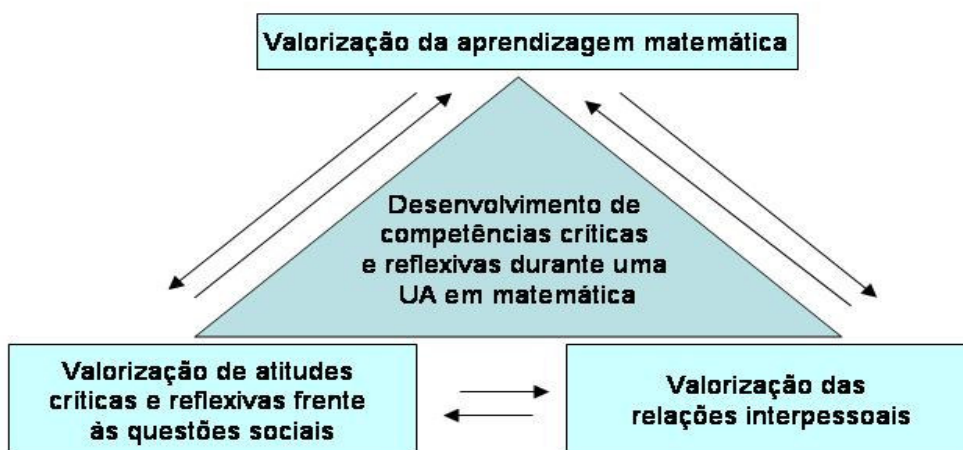 Valorização da aprendizagem matemática
Desenvolvimento de
competências críticas
e reflexivas durante uma
UA em matemática
Valorização de atitudes
críticas e reflexivas frente
às questões sociais
Valorização das
relações interpessoais